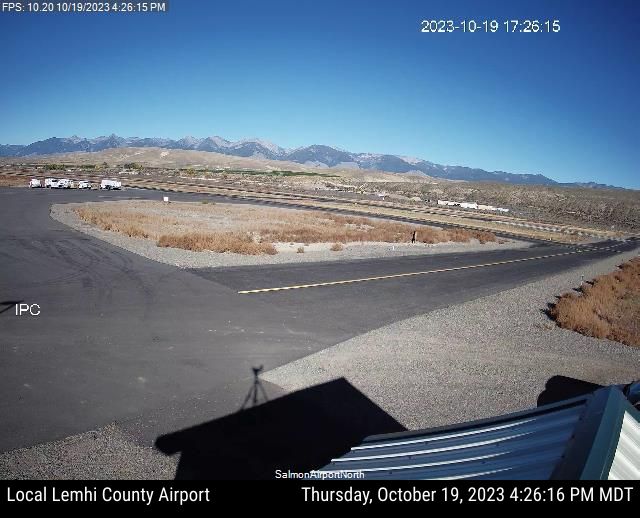 FPS: 10.20 10/19/2023 4:26:15 PM
2023-10-19 17:26:15
IPC
SalmonAirportNorth
Local Lemhi County Airport Thursday, October 19, 2023 4:26:16 PM MDT